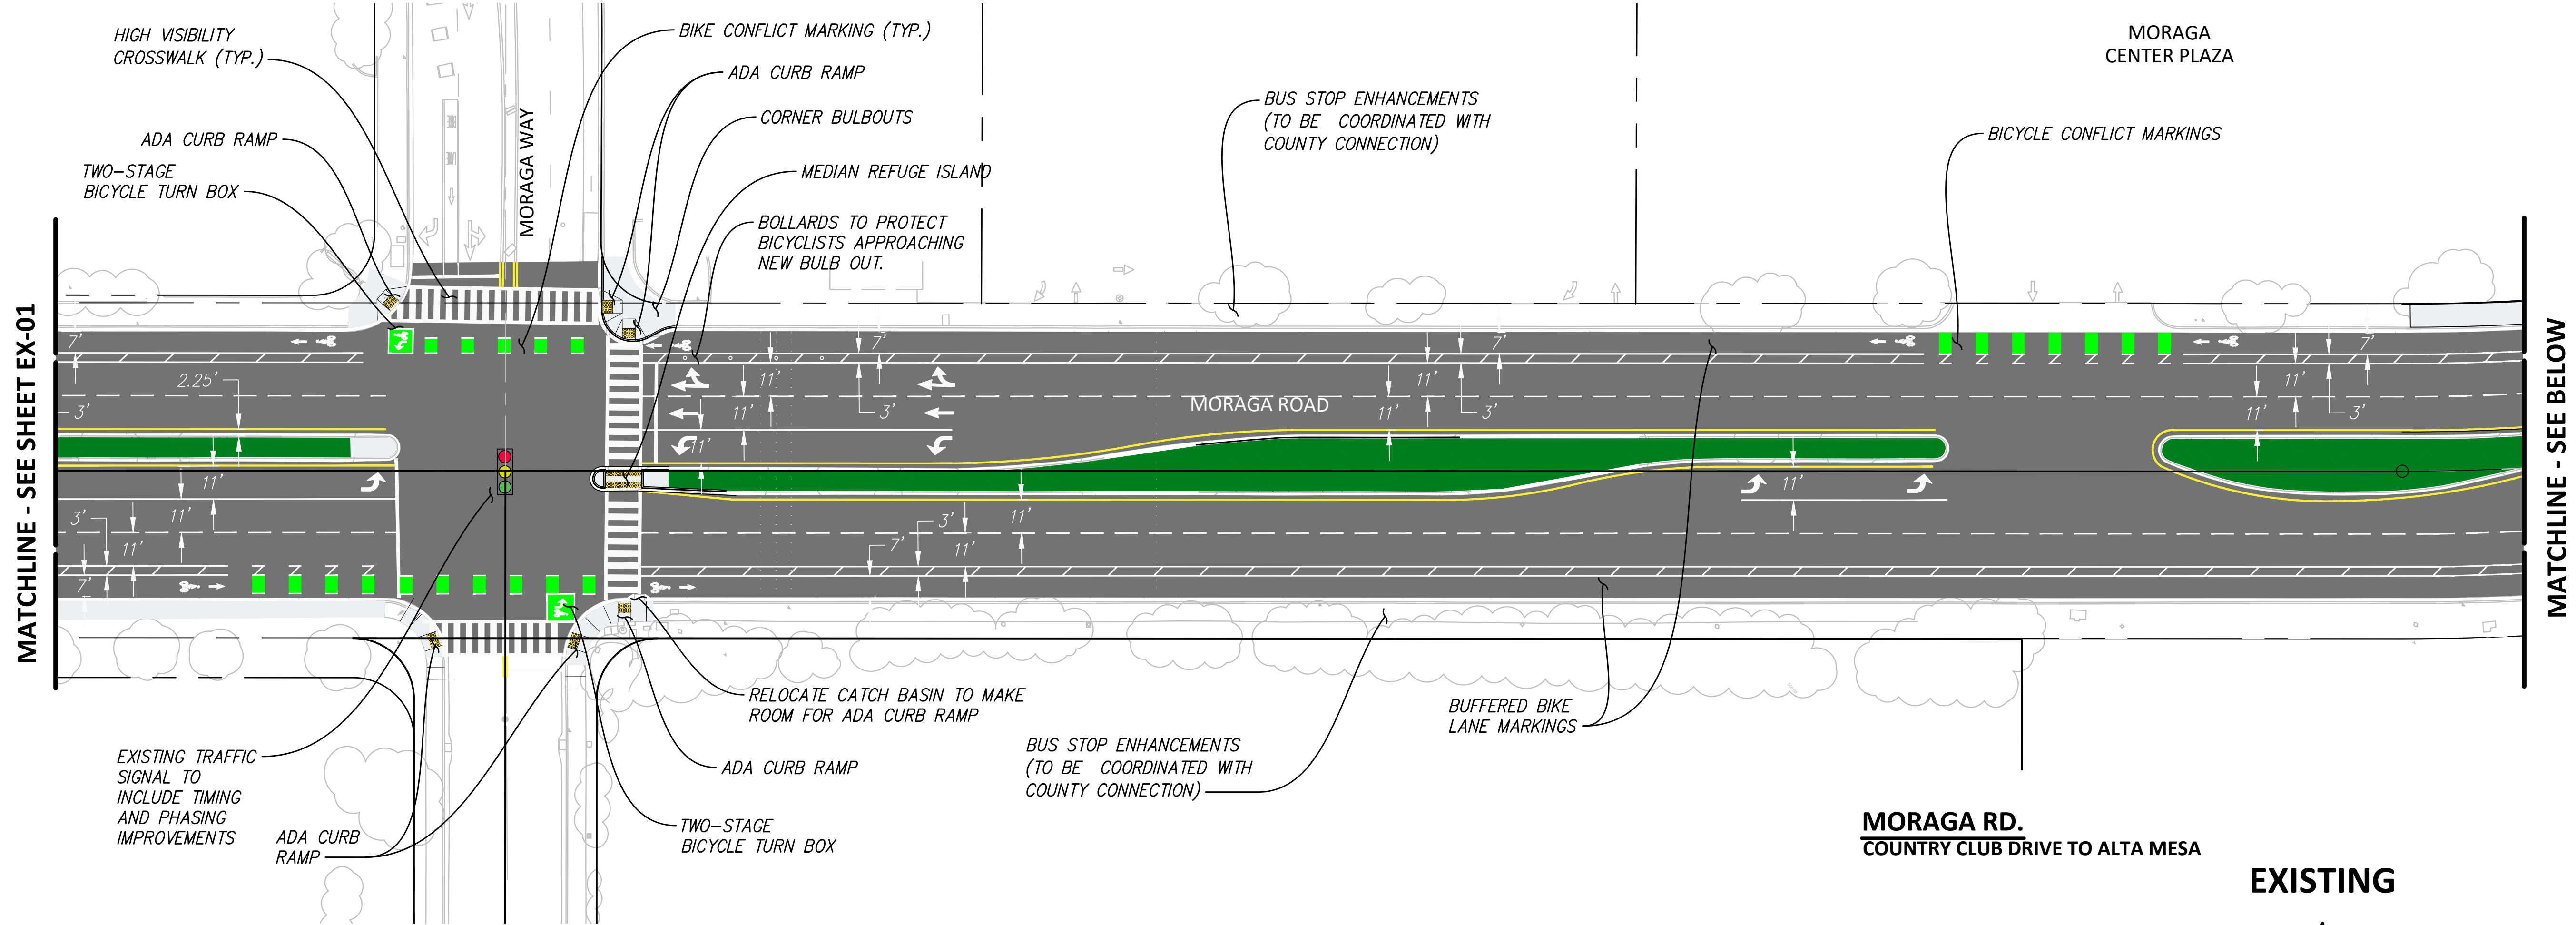 HIGH VISIBILITY
CROSSWALK (TYP.)
ADA CURB RAMP
TWO-STAGE
BICYCLE TURN BOX
MORAGA WAY
BIKE CONFLICT MARKING (TYP.)
ADA CURB RAMP
CORNER BULBOUTS
MEDIAN REFUGE ISLAND
BOLLARDS TO PROTECT
BICYCLISTS APPROACHING
NEW BULB OUT.
BUS STOP ENHANCEMENTS
(TO BE COORDINATED WITH
COUNTY CONNECTION)
MORAGA
CENTER PLAZA
BICYCLE CONFLICT MARKINGS
MATCHLINE - SEE SHEET EX-01
7'
2.25'
3'
11'
11'
3'
11'
7'
7'
11'
11'
3'
11'
MORAGA ROAD
7'
11'
11'
3'
7'
11'
11'
3'
11'
11'
3'
11'
7'
MATCHLINE - SEE BELOW
EXISTING TRAFFIC
SIGNAL TO
INCLUDE TIMING
AND PHASING
IMPROVEMENTS
ADA CURB
RAMP
RELOCATE CATCH BASIN TO MAKE
ROOM FOR ADA CURB RAMP
ADA CURB RAMP
TWO-STAGE
BICYCLE TURN BOX
BUS STOP ENHANCEMENTS
(TO BE COORDINATED WITH
COUNTY CONNECTION)
BUFFERED BIKE
LANE MARKINGS
MORAGA RD.
COUNTRY CLUB DRIVE TO ALTA MESA
EXISTING